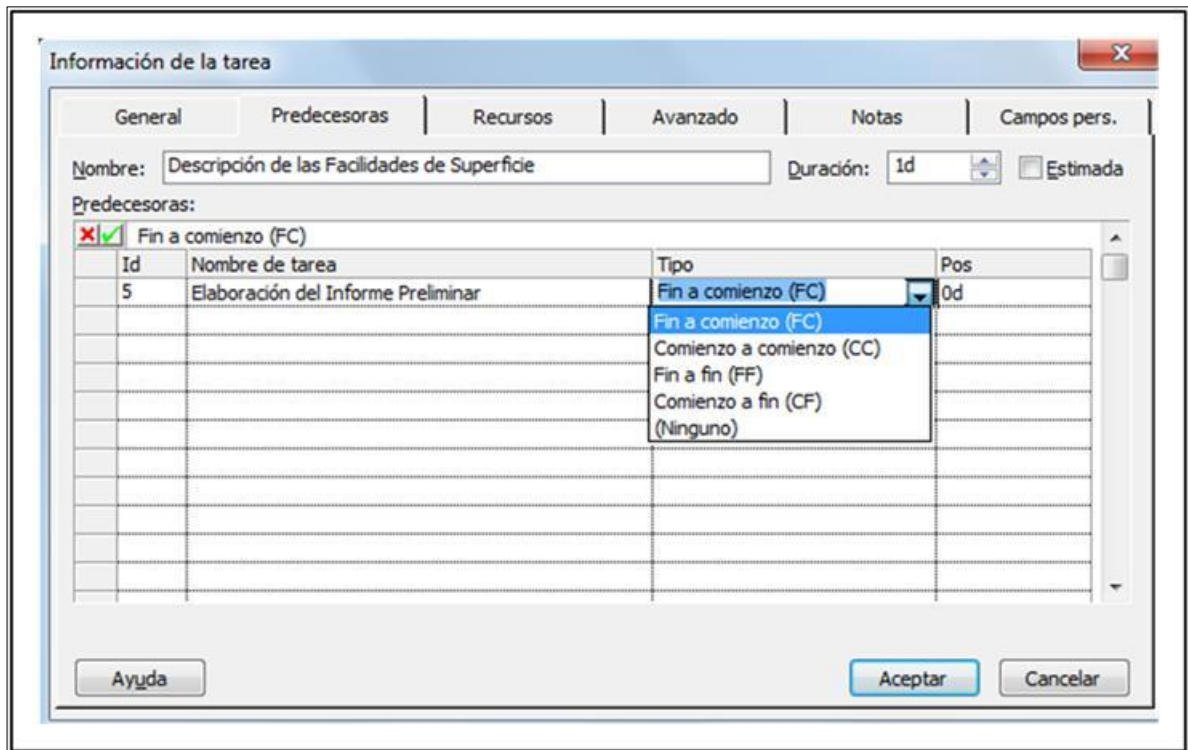 Información de la tarea
General Predecesoras Recursos Avanzado Notas Campos pers.
Nombre: Descripción de las Facilidades de Superficie Duración: 1d Estimada
Predecesoras:
Fin a comienzo (FC)
Id Nombre de tarea Tipo Pos
5 Elaboración del Informe Preliminar Fin a comienzo (FC) 0d
Fin a comienzo (FC)
Comienzo a comienzo (CC)
Fin a fin (FF)
Comienzo a fin (CF)
(Ninguno)
Ayuda Aceptar Cancelar